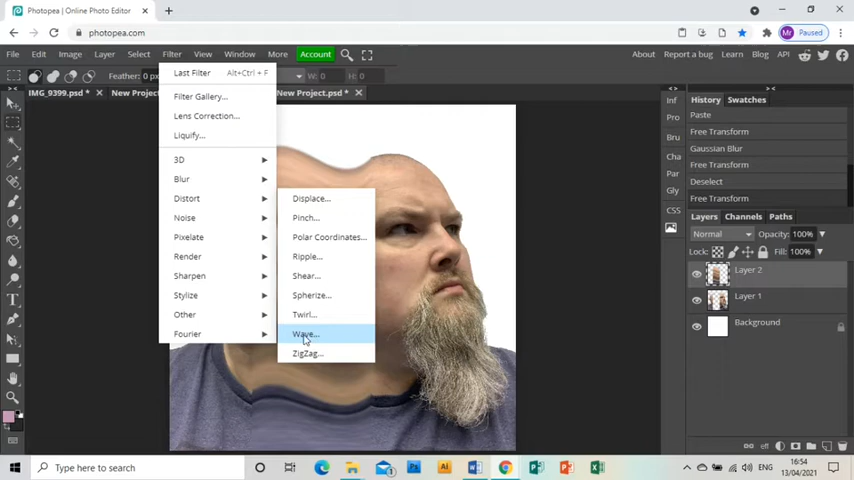 Photopea | Online Photo Editor
photopea.com
Mr Paused
File Edit Image Layer Select Filter View Window More Account
About Report a bug Learn Blog API
Feather: 0 px W: 0 H: 0
IMG_9399.psd * New Project.psd *
Last Filter Alt+Ctrl + F
Filter Gallery...
Lens Correction...
Liquify...
3D
Blur
Distort
Noise
Pixelate
Render
Sharpen
Stylize
Other
Fourier
Displace...
Pinch...
Polar Coordinates...
Ripple...
Shear...
Spherize...
Twirl...
Wave...
ZigZag...
Inf
Pro
Cha
Par
Gly
CSS
History Swatches
Paste
Free Transform
Gaussian Blur
Free Transform
Deselect
Free Transform
Layers Channels Paths
Normal Opacity: 100%
Lock: Fill: 100%
Layer 2
Layer 1
Background
eff
Type here to search
ENG
16:54
13/04/2021